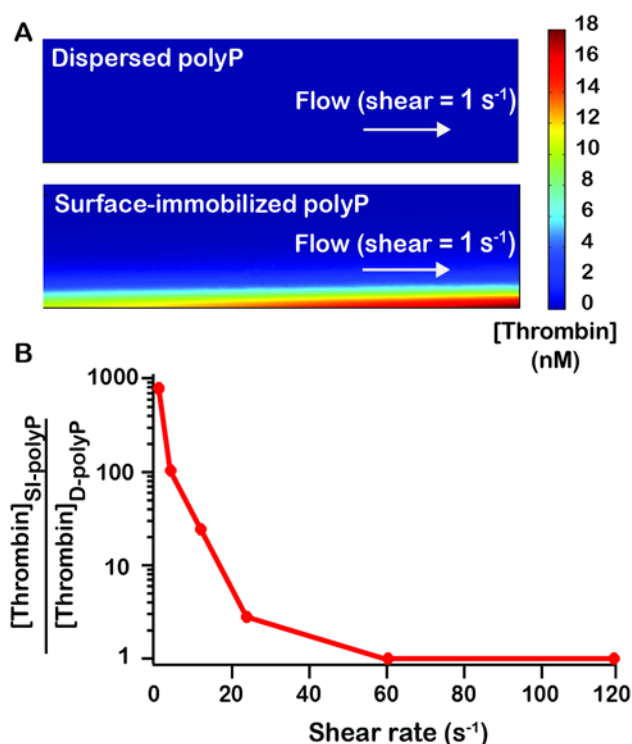 A
Dispersed polyP
Flow (shear = 1 s⁻¹)
Surface-immobilized polyP
Flow (shear = 1 s⁻¹)
18
16
14
12
10
8
6
4
2
0
[Thrombin]
(nM)
B
[Thrombin]SI-polyP
[Thrombin]D-polyP
1000
100
10
1
0 20 40 60 80 100 120
Shear rate (s⁻¹)